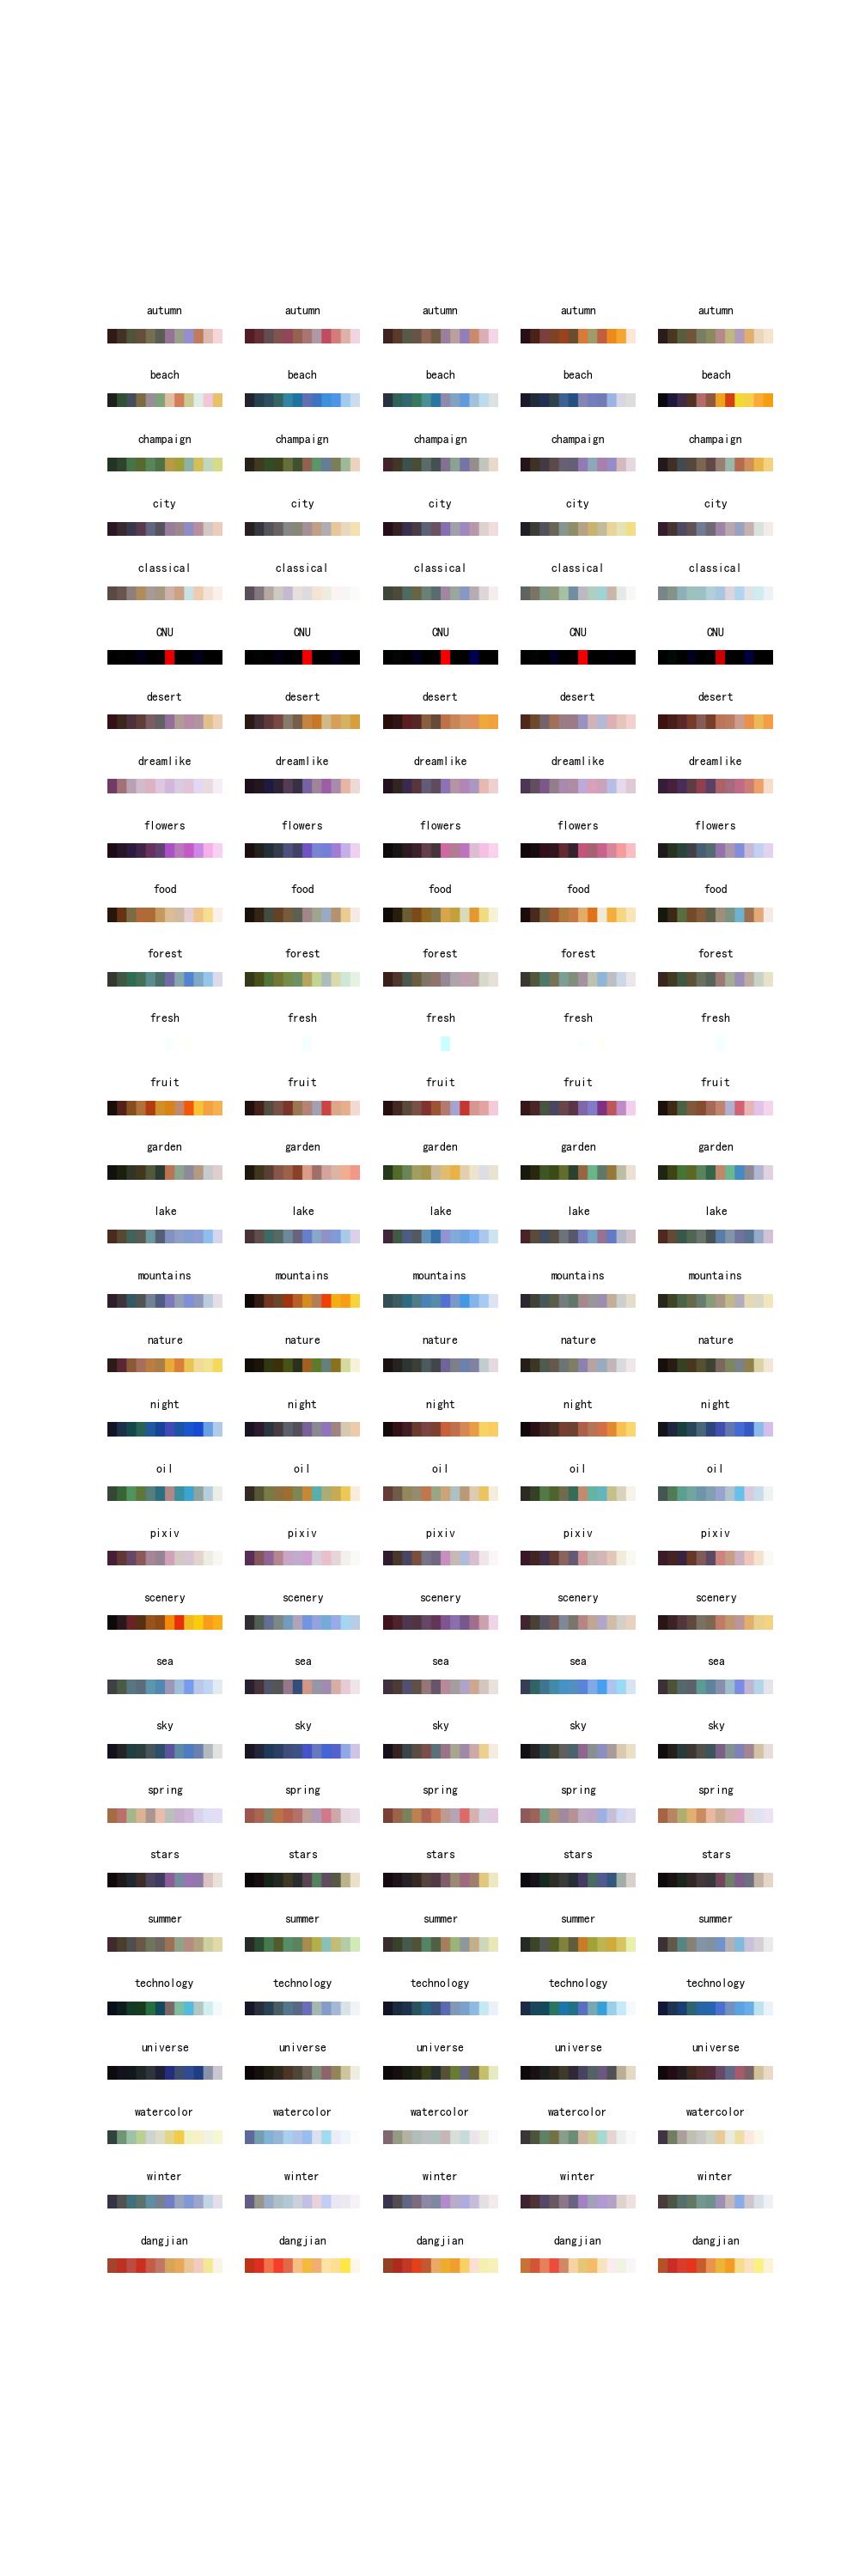 autumn autumn autumn autumn autumn
beach beach beach beach beach
champaign champaign champaign champaign champaign
city city city city city
classical classical classical classical classical
CNU CNU CNU CNU CNU
desert desert desert desert desert
dreamlike dreamlike dreamlike dreamlike dreamlike
flowers flowers flowers flowers flowers
food food food food food
forest forest forest forest forest
fresh fresh fresh fresh fresh
fruit fruit fruit fruit fruit
garden garden garden garden garden
lake lake lake lake lake
mountains mountains mountains mountains mountains
nature nature nature nature nature
night night night night night
oil oil oil oil oil
pixiv pixiv pixiv pixiv pixiv
scenery scenery scenery scenery scenery
sea sea sea sea sea
sky sky sky sky sky
spring spring spring spring spring
stars stars stars stars stars
summer summer summer summer summer
technology technology technology technology technology
universe universe universe universe universe
watercolor watercolor watercolor watercolor watercolor
winter winter winter winter winter
dangjian dangjian dangjian dangjian dangjian